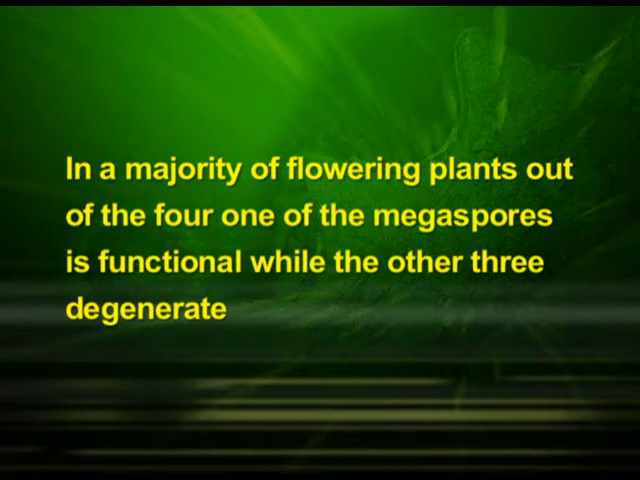 In a majority of flowering plants out
of the four one of the megaspores
is functional while the other three
degenerate